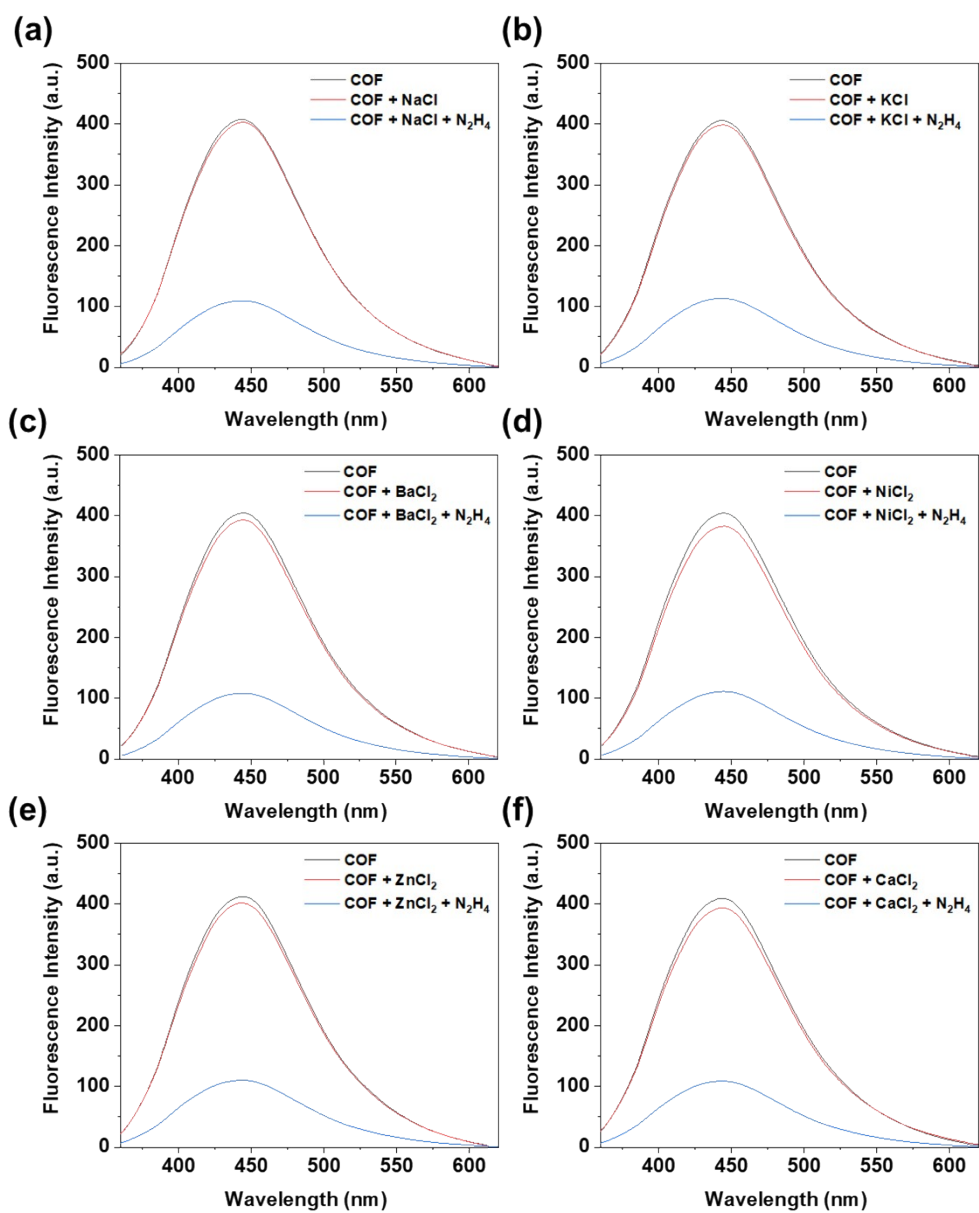 (a)
500
400
300
200
100
0
Fluorescence Intensity (a.u.)
COF
COF + NaCl
COF + NaCl + N₂H₄
400 450 500 550 600
Wavelength (nm)
(b)
500
400
300
200
100
0
Fluorescence Intensity (a.u.)
COF
COF + KCl
COF + KCl + N₂H₄
400 450 500 550 600
Wavelength (nm)
(c)
500
400
300
200
100
0
Fluorescence Intensity (a.u.)
COF
COF + BaCl₂
COF + BaCl₂ + N₂H₄
400 450 500 550 600
Wavelength (nm)
(d)
500
400
300
200
100
0
Fluorescence Intensity (a.u.)
COF
COF + NiCl₂
COF + NiCl₂ + N₂H₄
400 450 500 550 600
Wavelength (nm)
(e)
500
400
300
200
100
0
Fluorescence Intensity (a.u.)
COF
COF + ZnCl₂
COF + ZnCl₂ + N₂H₄
400 450 500 550 600
Wavelength (nm)
(f)
500
400
300
200
100
0
Fluorescence Intensity (a.u.)
COF
COF + CaCl₂
COF + CaCl₂ + N₂H₄
400 450 500 550 600
Wavelength (nm)